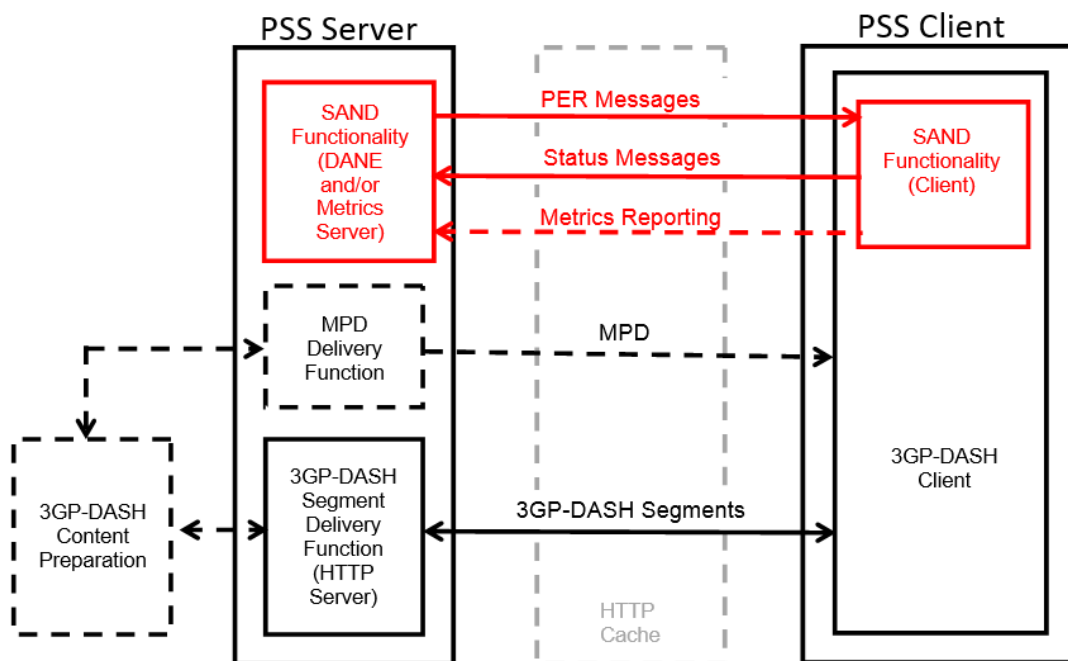 PSS Server
PSS Client
SAND
Functionality
(DANE
and/or
Metrics
Server)
PER Messages
Status Messages
Metrics Reporting
SAND
Functionality
(Client)
MPD
Delivery
Function
MPD
3GP-DASH
Content
Preparation
3GP-DASH
Segment
Delivery
Function
(HTTP
Server)
3GP-DASH Segments
3GP-DASH
Client
HTTP
Cache